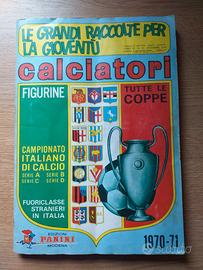 LE GRANDI RACCOLTE PER
LA GIOVENTÙ
calciatori
FIGURINE
TUTTE LE
COPPE
CAMPIONATO
ITALIANO
DI CALCIO
SERIE A SERIE B
SERIE C SERIE D
FUORICLASSE
STRANIERI
IN ITALIA
EDIZIONI
PANINI
MODENA
1970-71
subito